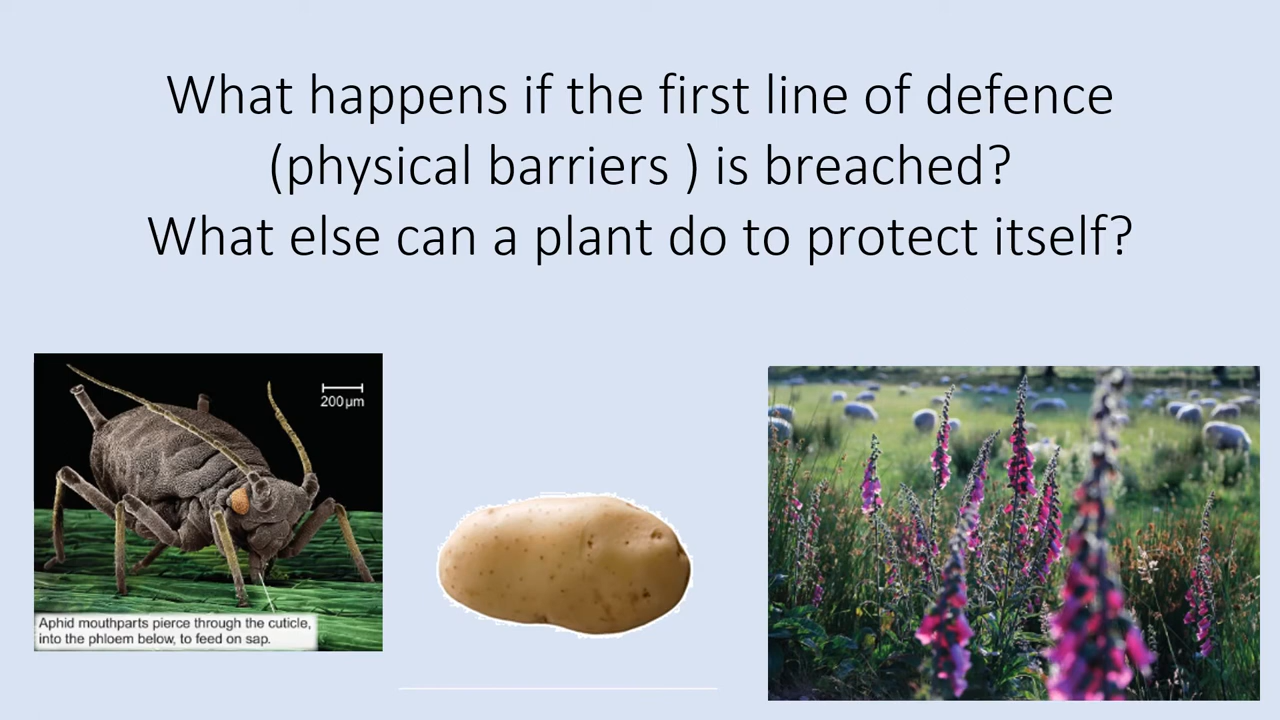 What happens if the first line of defence
(physical barriers ) is breached?
What else can a plant do to protect itself?
200μm
Aphid mouthparts pierce through the cuticle,
into the phloem below, to feed on sap.